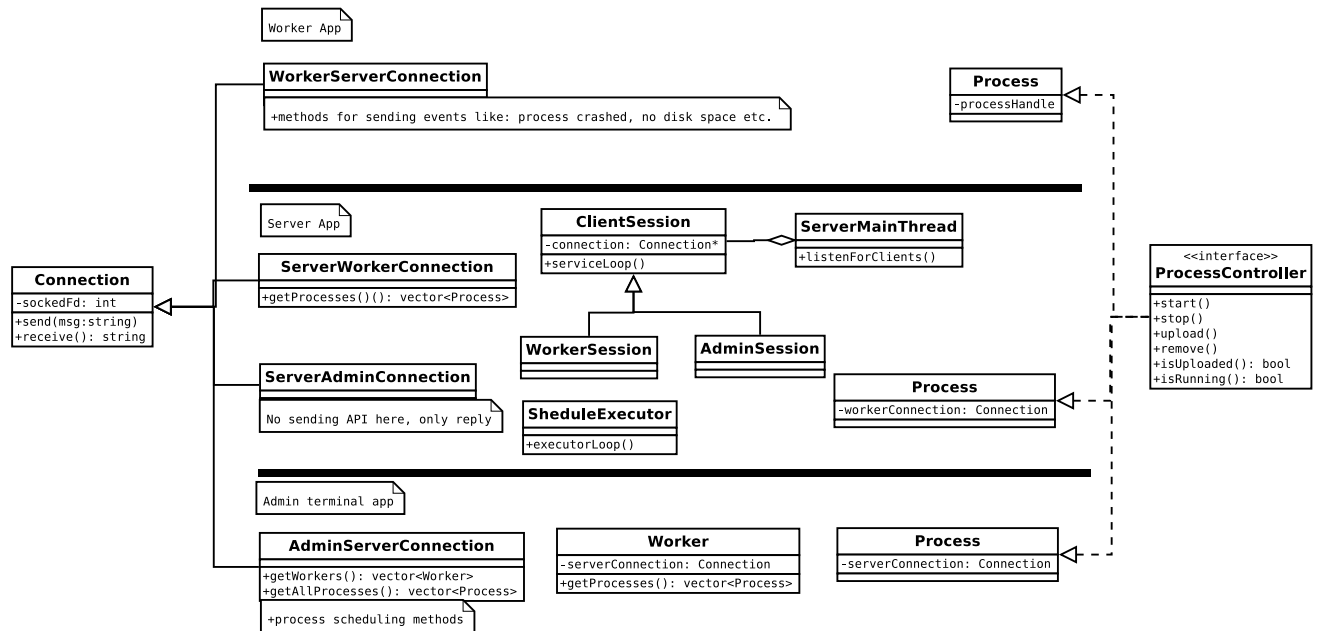 Worker App
WorkerServerConnection
+methods for sending events like: process crashed, no disk space etc.
Process
-processHandle
Server App
ClientSession
-connection: Connection*
+serviceLoop()
ServerMainThread
+listenForClients()
<<interface>>
ProcessController
+start()
+stop()
+upload()
+remove()
+isUploaded(): bool
+isRunning(): bool
Connection
-sockedFd: int
+send(msg:string)
+receive(): string
ServerWorkerConnection
+getProcesses()(): vector<Process>
WorkerSession
AdminSession
ServerAdminConnection
No sending API here, only reply
SheduleExecutor
+executorLoop()
Process
-workerConnection: Connection
Admin terminal app
AdminServerConnection
+getWorkers(): vector<Worker>
+getAllProcesses(): vector<Process>
+process scheduling methods
Worker
-serverConnection: Connection
+getProcesses(): vector<Process>
Process
-serverConnection: Connection